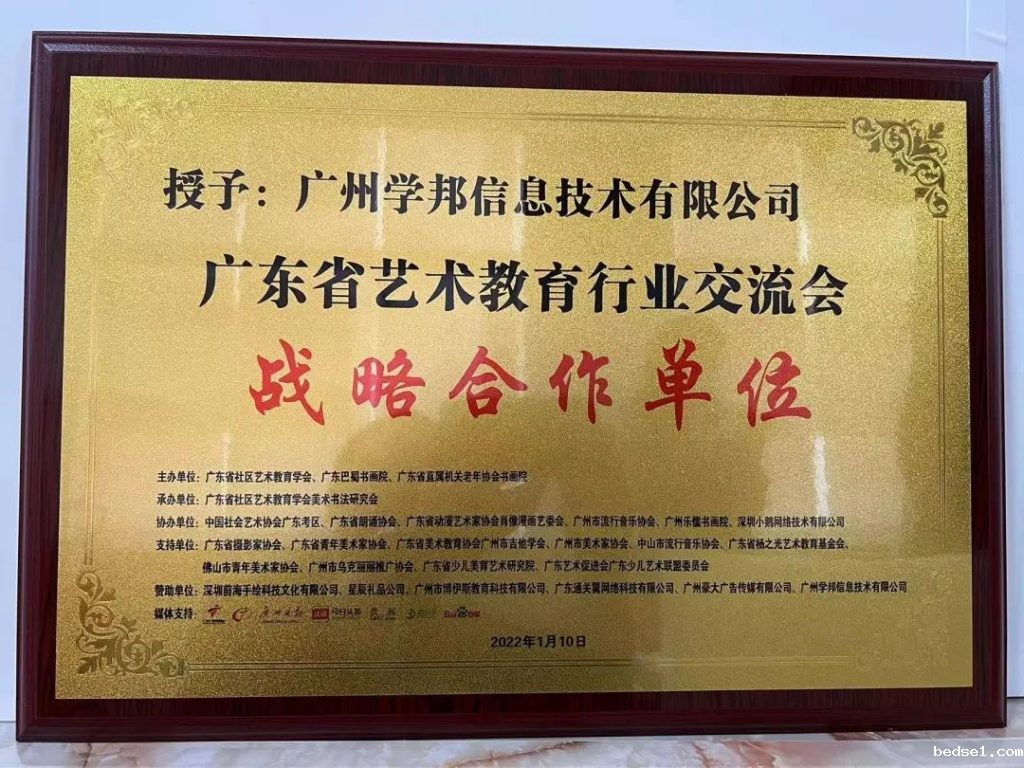 授予：广州学邦信息技术有限公司
广东省艺术教育行业交流会
战略合作单位
主办单位：广东省社区艺术教育学会、广东巴蜀书画院、广东省直属机关老年协会书画院
承办单位：广东省社区艺术教育学会美术书法研究会
协办单位：中国社会艺术协会广东考区、广东省朗诵协会、广东省动漫艺术家协会肖像漫画艺委会、广州市流行音乐协会、广州乐儒书画院、深圳小鹅网络技术有限公司
支持单位：广东省摄影家协会、广东省青年美术家协会、广东省美术教育协会广州市吉他学会、广州市美术家协会、中山市流行音乐协会、广东省杨之光艺术教育基金会、
佛山市青年美术家协会、广州市乌克丽丽推广协会、广东省少儿美育艺术研究院、广东艺术促进会广东少儿艺术联盟委员会
赞助单位：深圳前海手绘科技文化有限公司、星辰礼品公司、广州市博伊斯教育科技有限公司、广东通关翼网络科技有限公司、广州豪大广告传媒有限公司、广州学邦信息技术有限公司
媒体支持： 广州日报 今日头条 Bai百度
2022年1月10日
bedse1.com